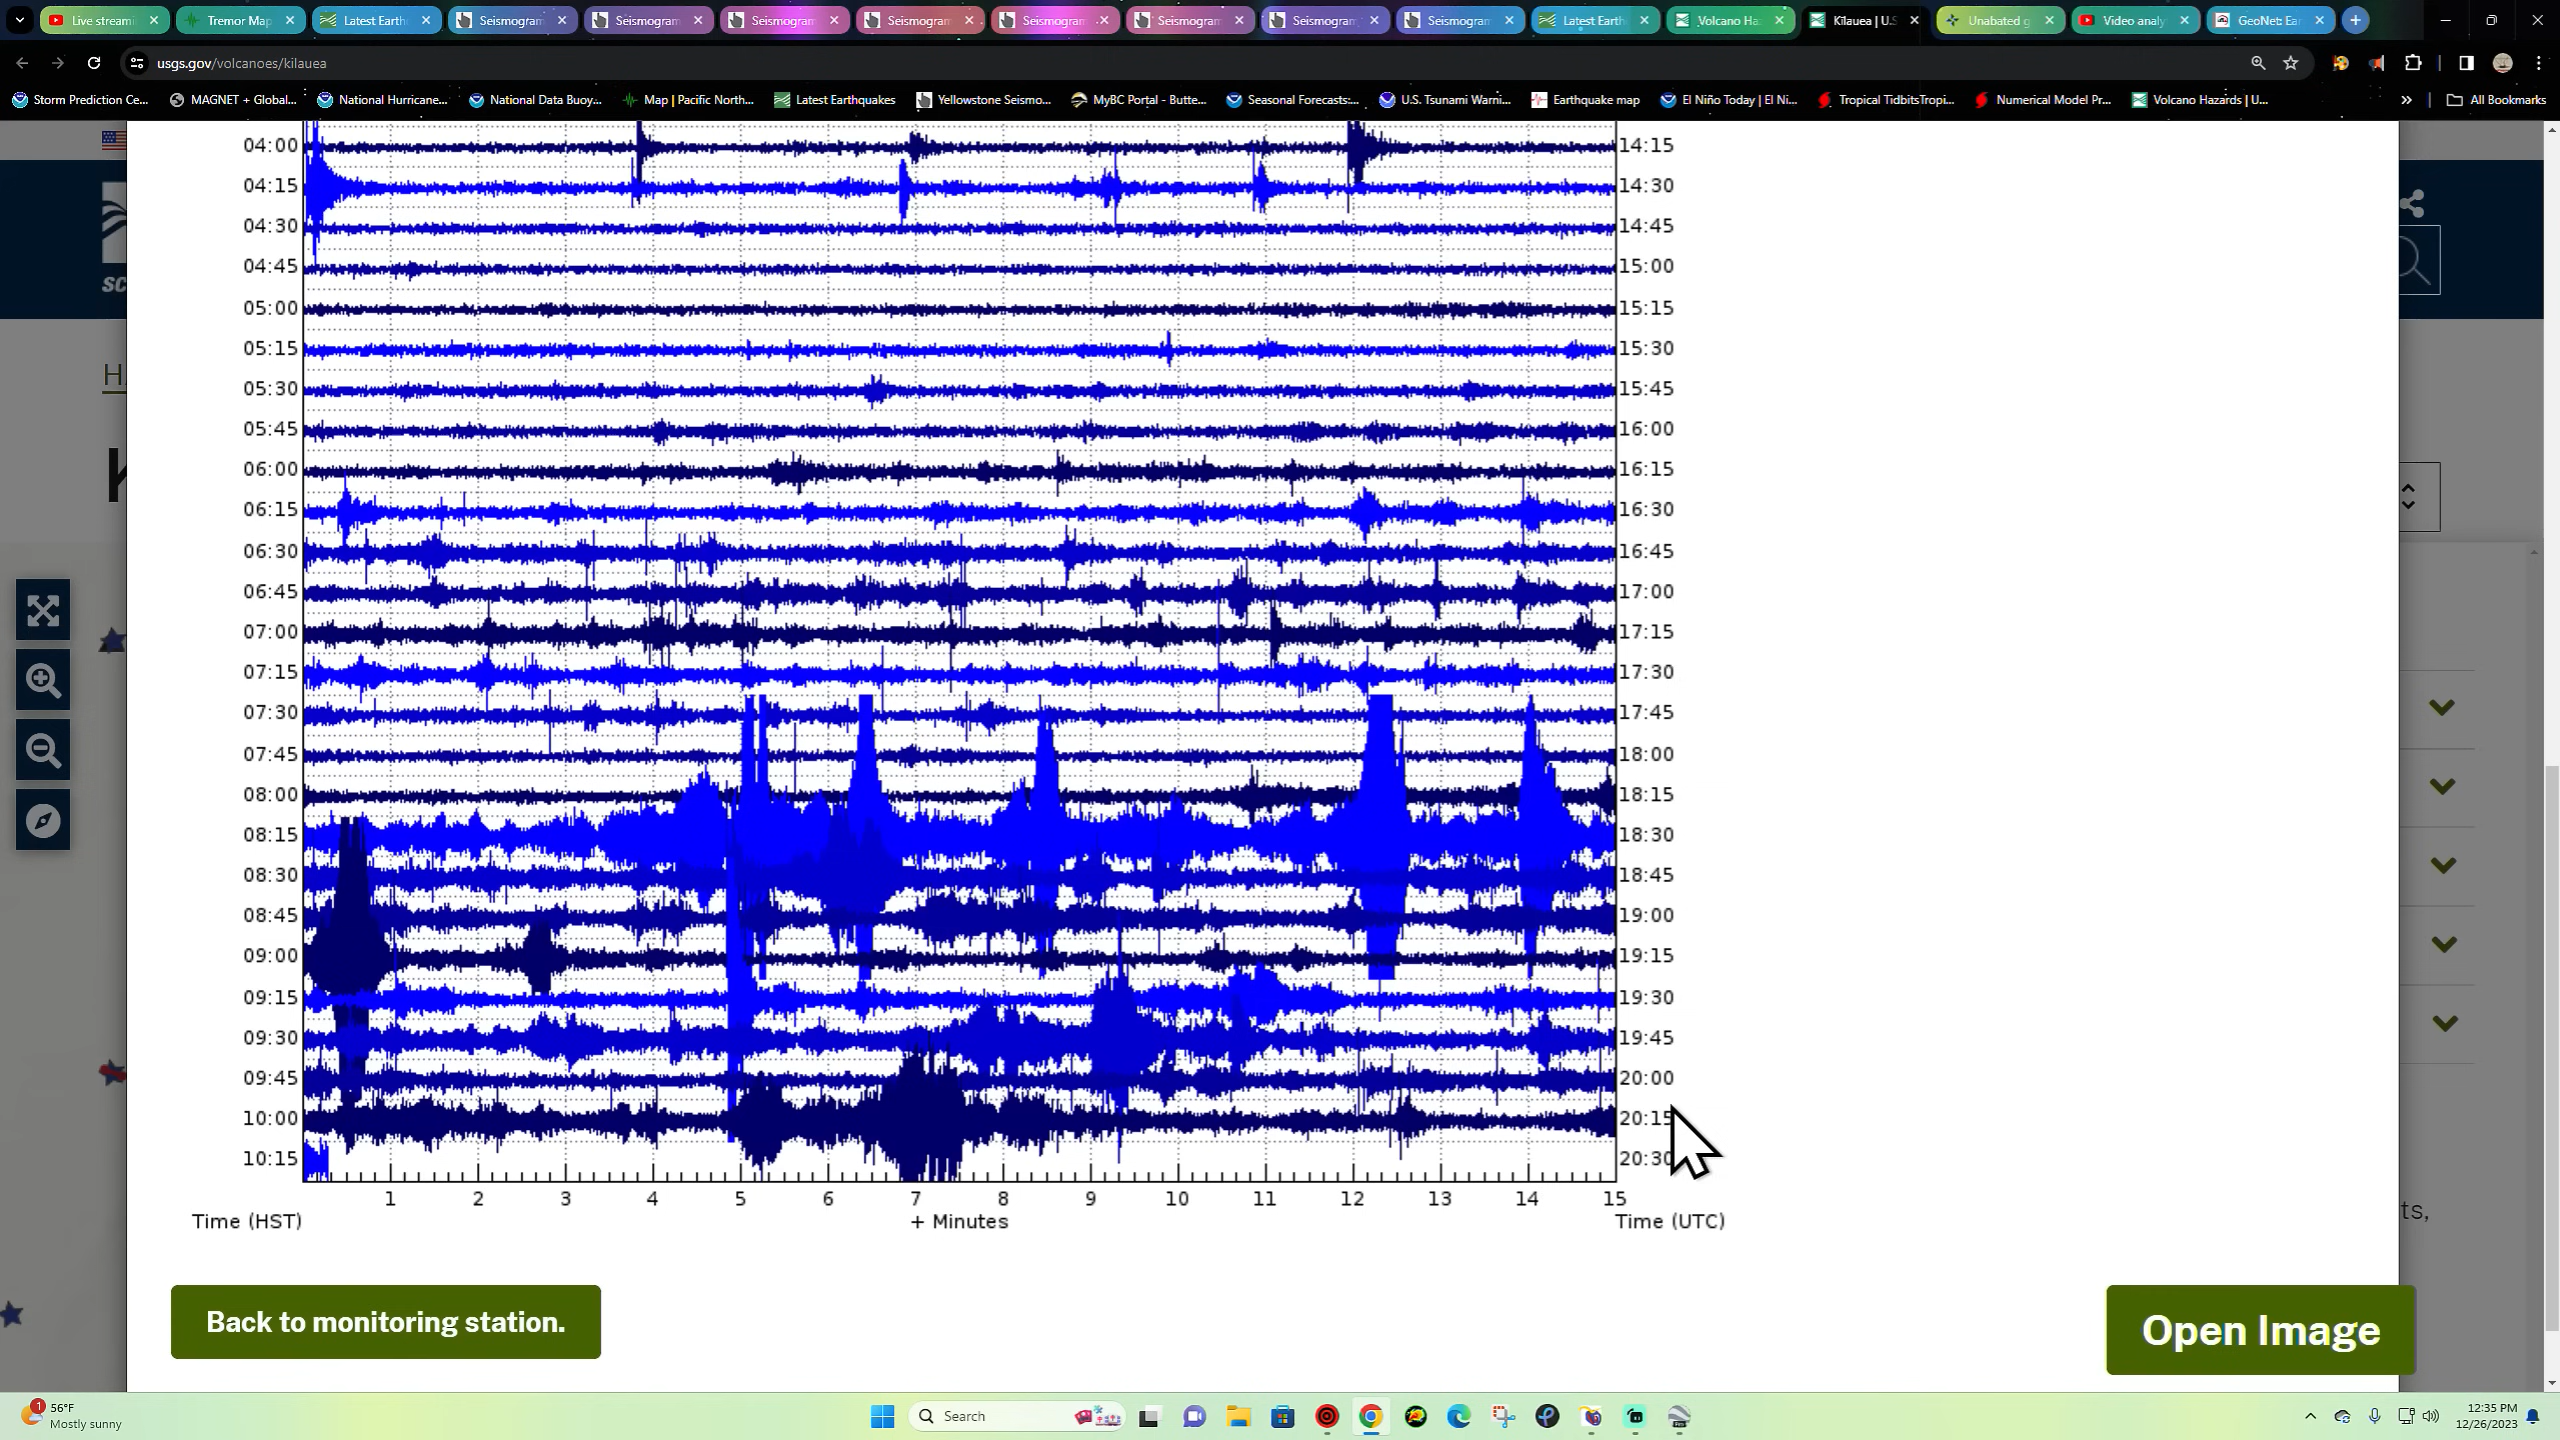 Live streami
Tremor Map
Latest Earth
Seismogram
Seismogram
Seismogram
Seismogram
Seismogram
Seismogram
Seismogram
Seismogram
Latest Earth
Volcano Ha
Kīlauea | U.S
Unabated g
Video analy
GeoNet: Ear
usgs.gov/volcanoes/kilauea
Storm Prediction Ce...
MAGNET + Global...
National Hurricane...
National Data Buoy...
Map | Pacific North...
Latest Earthquakes
Yellowstone Seismo...
MyBC Portal - Butte...
Seasonal Forecasts:...
U.S. Tsunami Warni...
Earthquake map
El Niño Today | El Ni...
Tropical TidbitsTropi...
Numerical Model Pr...
Volcano Hazards | U...
All Bookmarks
04:00 14:15
04:15 14:30
04:30 14:45
04:45 15:00
05:00 15:15
05:15 15:30
05:30 15:45
05:45 16:00
06:00 16:15
06:15 16:30
06:30 16:45
06:45 17:00
07:00 17:15
07:15 17:30
07:30 17:45
07:45 18:00
08:00 18:15
08:15 18:30
08:30 18:45
08:45 19:00
09:00 19:15
09:15 19:30
09:30 19:45
09:45 20:00
10:00 20:15
10:15 20:30
1 2 3 4 5 6 7 8 9 10 11 12 13 14 15
Time (HST) + Minutes Time (UTC)
ts,
Back to monitoring station.
Open Image
1
56°F
Mostly sunny
Search
12:35 PM
12/26/2023